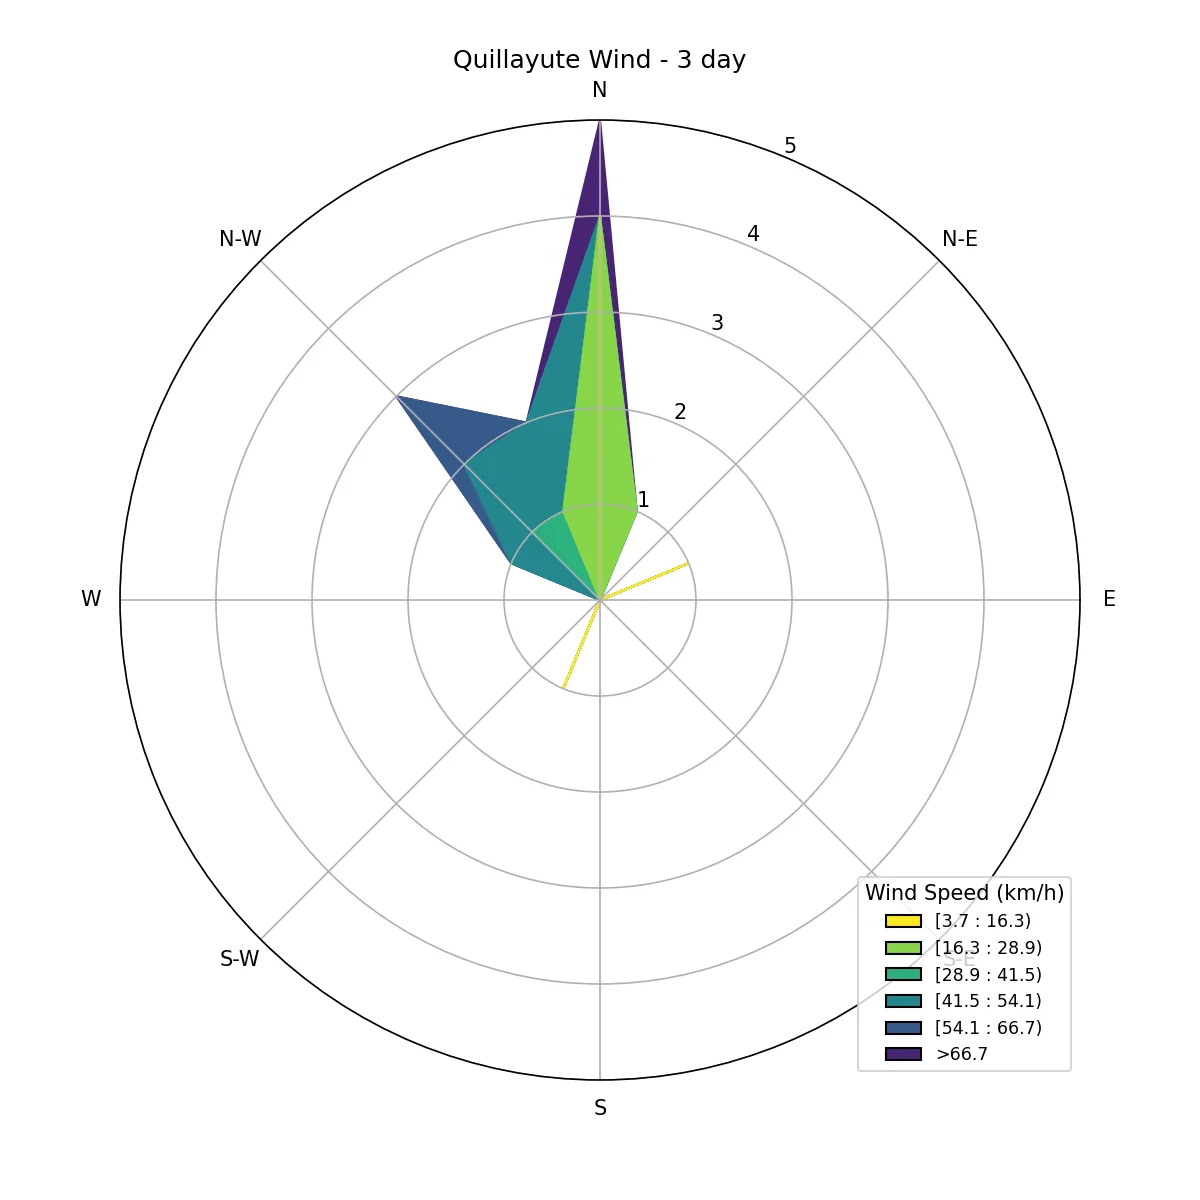 Quillayute Wind - 3 day
N
5
N-W
N-E
4
3
2
1
W
E
S-W
S-E
S
Wind Speed (km/h)
[3.7 : 16.3)
[16.3 : 28.9)
[28.9 : 41.5)
[41.5 : 54.1)
[54.1 : 66.7)
>66.7